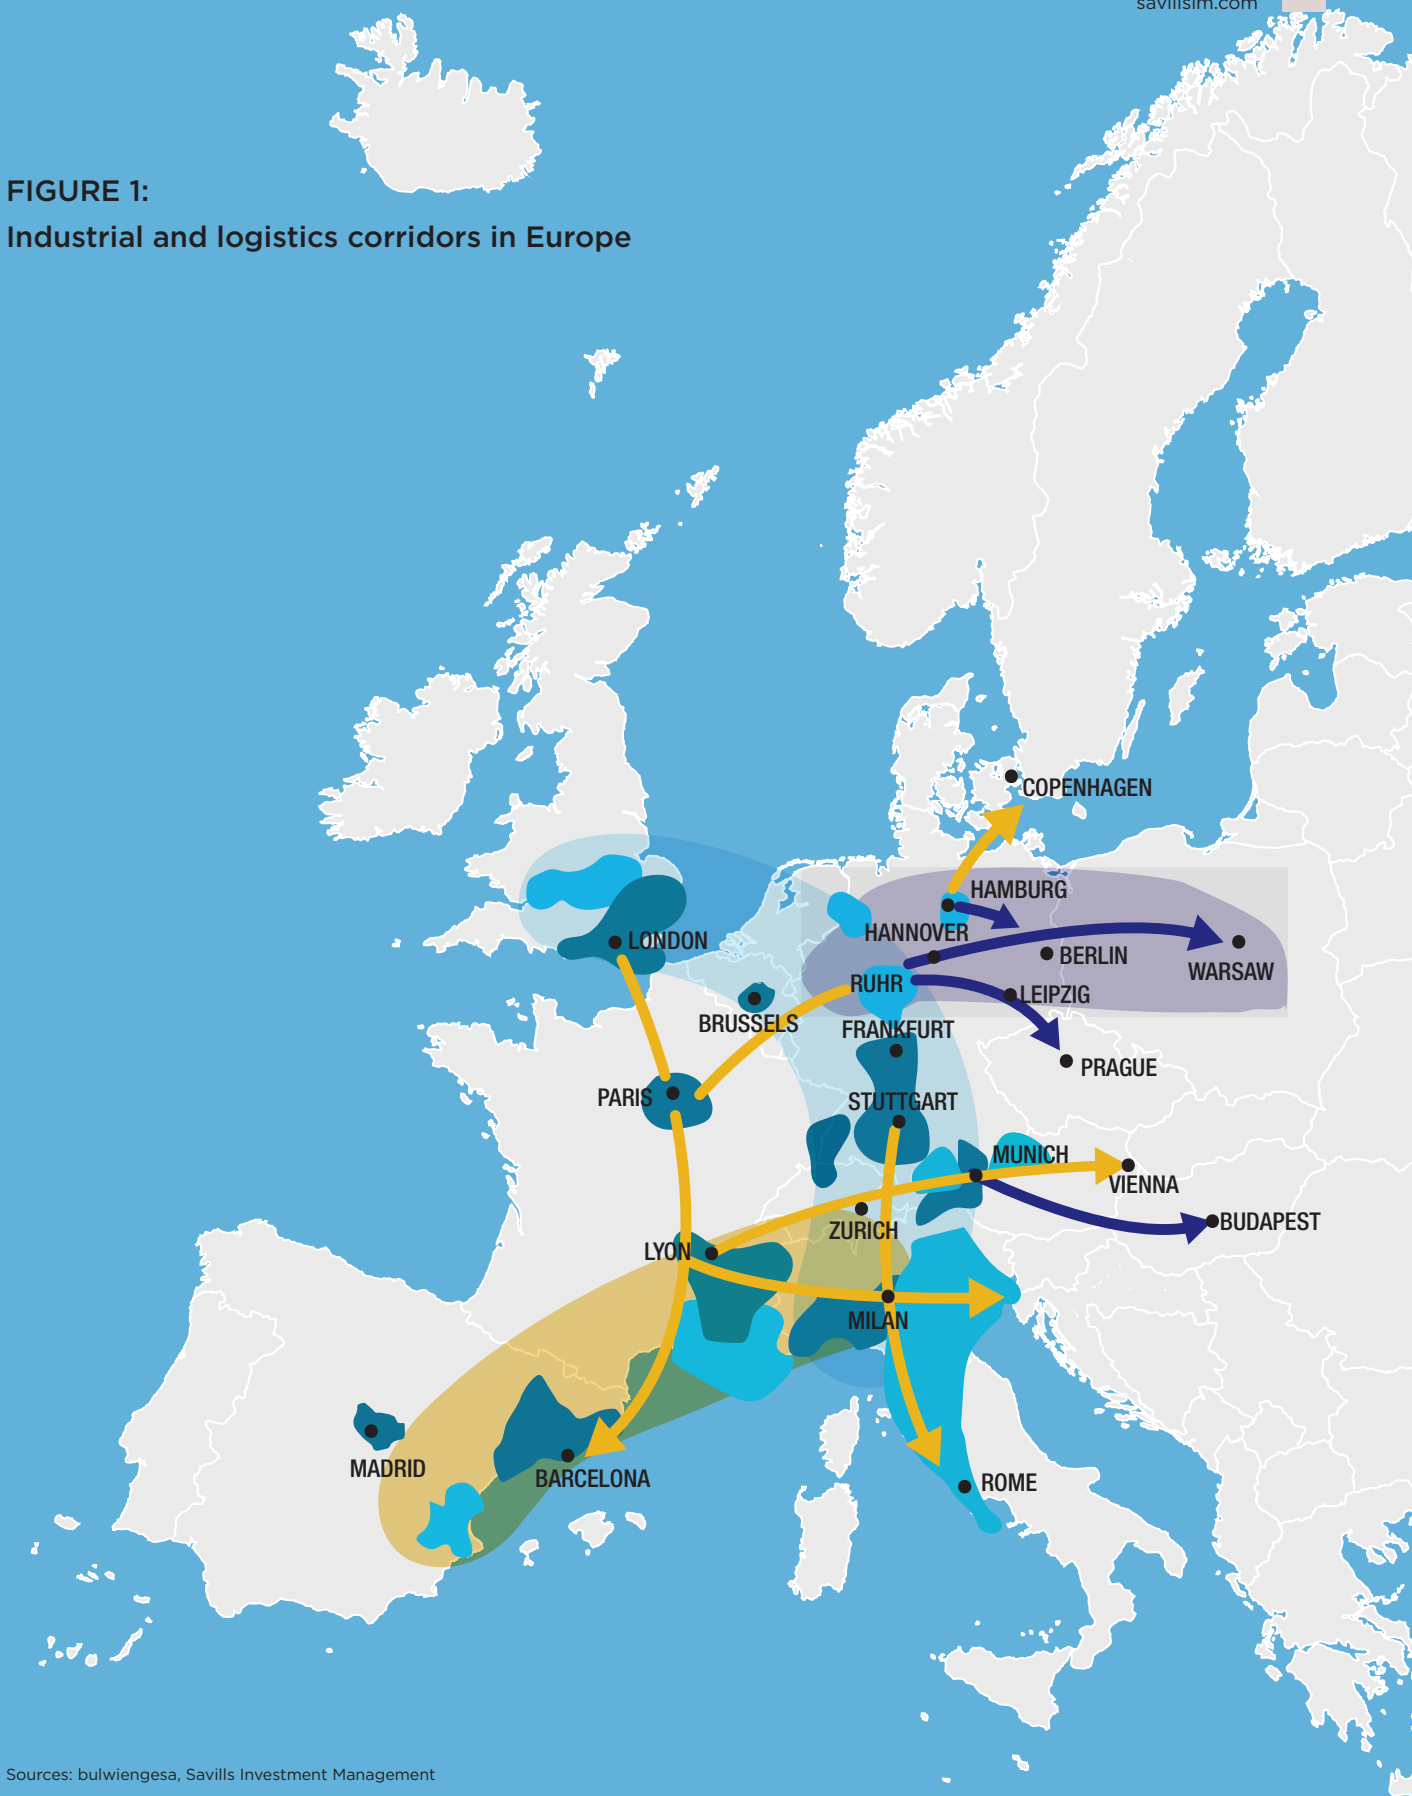 savillsim.com
FIGURE 1:
Industrial and logistics corridors in Europe
COPENHAGEN
HAMBURG
HANNOVER
LONDON
BERLIN
WARSAW
RUHR
LEIPZIG
BRUSSELS
FRANKFURT
PRAGUE
PARIS
STUTTGART
MUNICH
VIENNA
BUDAPEST
ZURICH
LYON
MILAN
MADRID
BARCELONA
ROME
Sources: bulwiengesa, Savills Investment Management